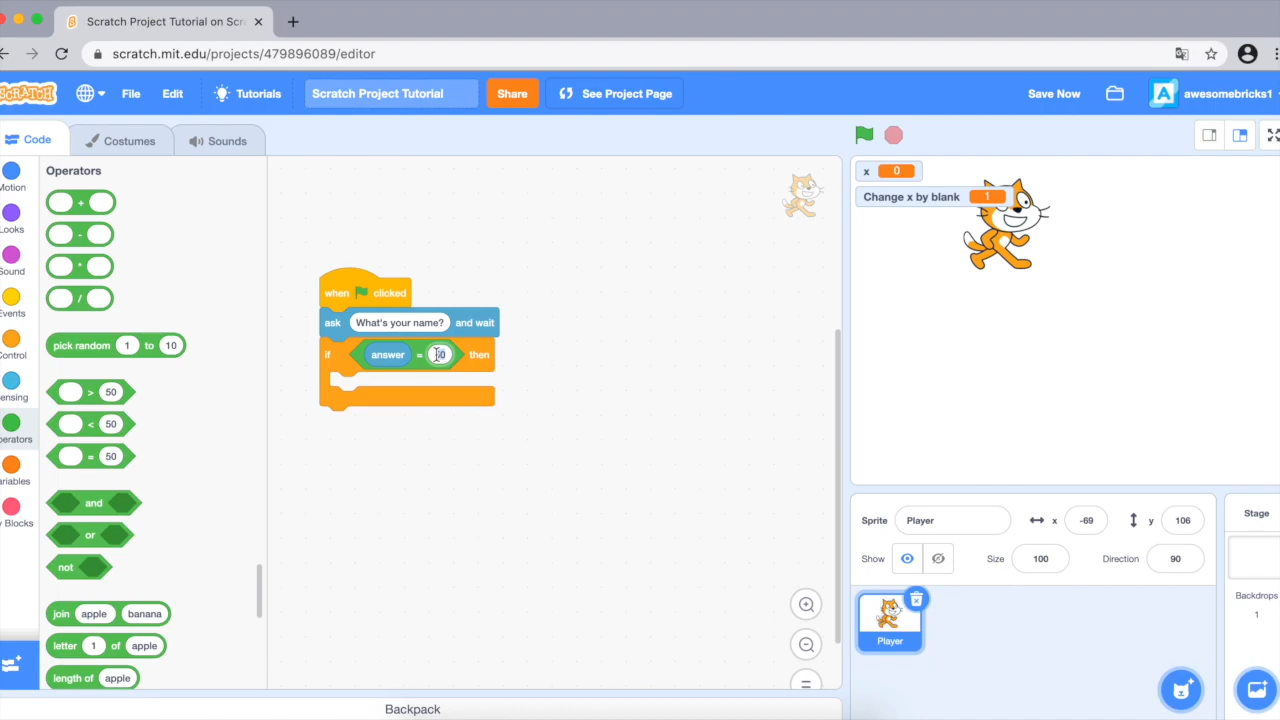 Scratch Project Tutorial on Scr
scratch.mit.edu/projects/479896089/editor
SCRATCH
File
Edit
Tutorials
Scratch Project Tutorial
Share
See Project Page
Save Now
A
awesomebricks1
Code
Costumes
Sounds
Motion
Looks
Sound
Events
Control
ensing
perators
ariables
y Blocks
Operators
+
-
*
/
pick random 1 to 10
> 50
< 50
= 50
and
or
not
join apple banana
letter 1 of apple
length of apple
when clicked
ask What's your name? and wait
if answer = then
x 0
Change x by blank 1
Sprite
Player
x
-69
y
106
Show
Size
100
Direction
90
Player
Stage
Backdrops
1
Backpack